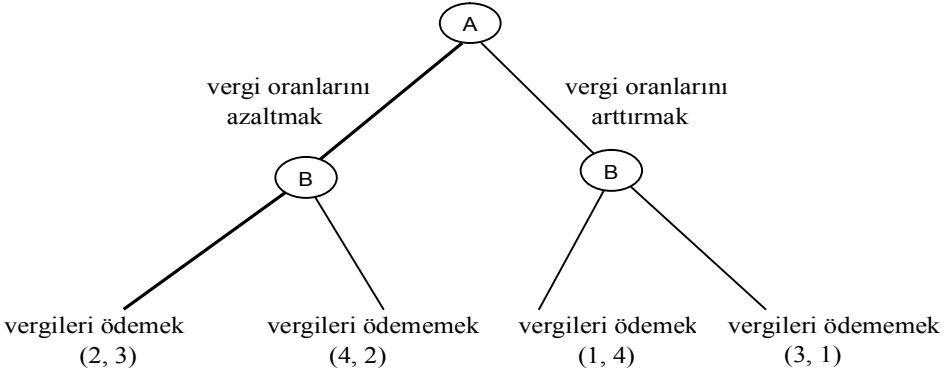 A
vergi oranlarını
azaltmak
vergi oranlarını
arttırmak
B
B
vergileri ödemek
(2, 3)
vergileri ödememek
(4, 2)
vergileri ödemek
(1, 4)
vergileri ödememek
(3, 1)